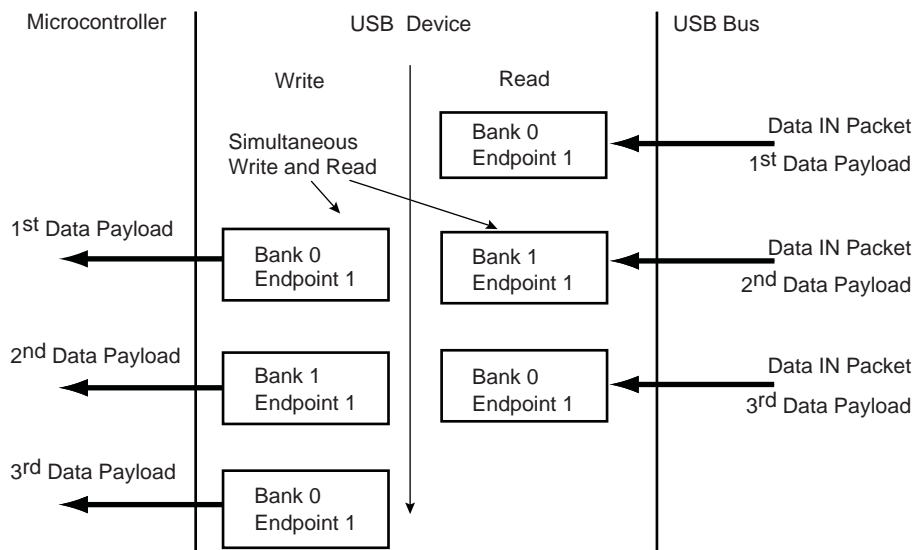 Microcontroller
USB Device
USB Bus
Write
Read
Bank 0
Endpoint 1
Data IN Packet
1st Data Payload
Simultaneous
Write and Read
1st Data Payload
Bank 0
Endpoint 1
Bank 1
Endpoint 1
Data IN Packet
2nd Data Payload
2nd Data Payload
Bank 1
Endpoint 1
Bank 0
Endpoint 1
Data IN Packet
3rd Data Payload
3rd Data Payload
Bank 0
Endpoint 1